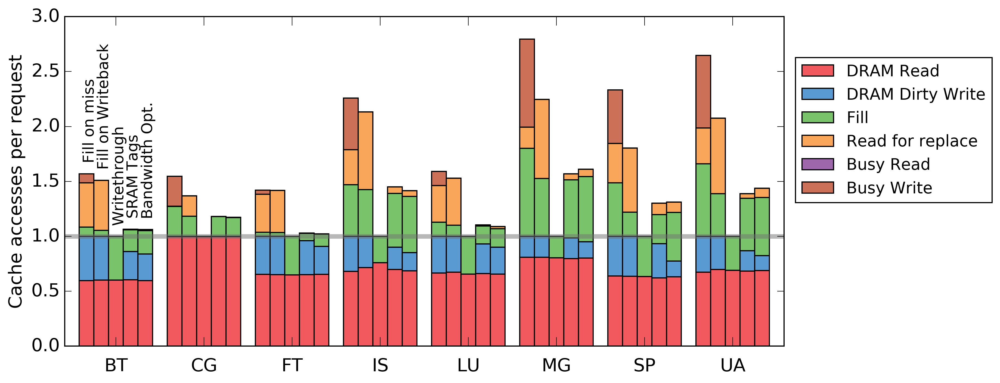 Cache accesses per request
3.0
2.5
2.0
1.5
1.0
0.5
0.0
Fill on miss
Fill on Writeback
Writethrough
SRAM Tags
Bandwidth Opt.
BT
CG
FT
IS
LU
MG
SP
UA
DRAM Read
DRAM Dirty Write
Fill
Read for replace
Busy Read
Busy Write